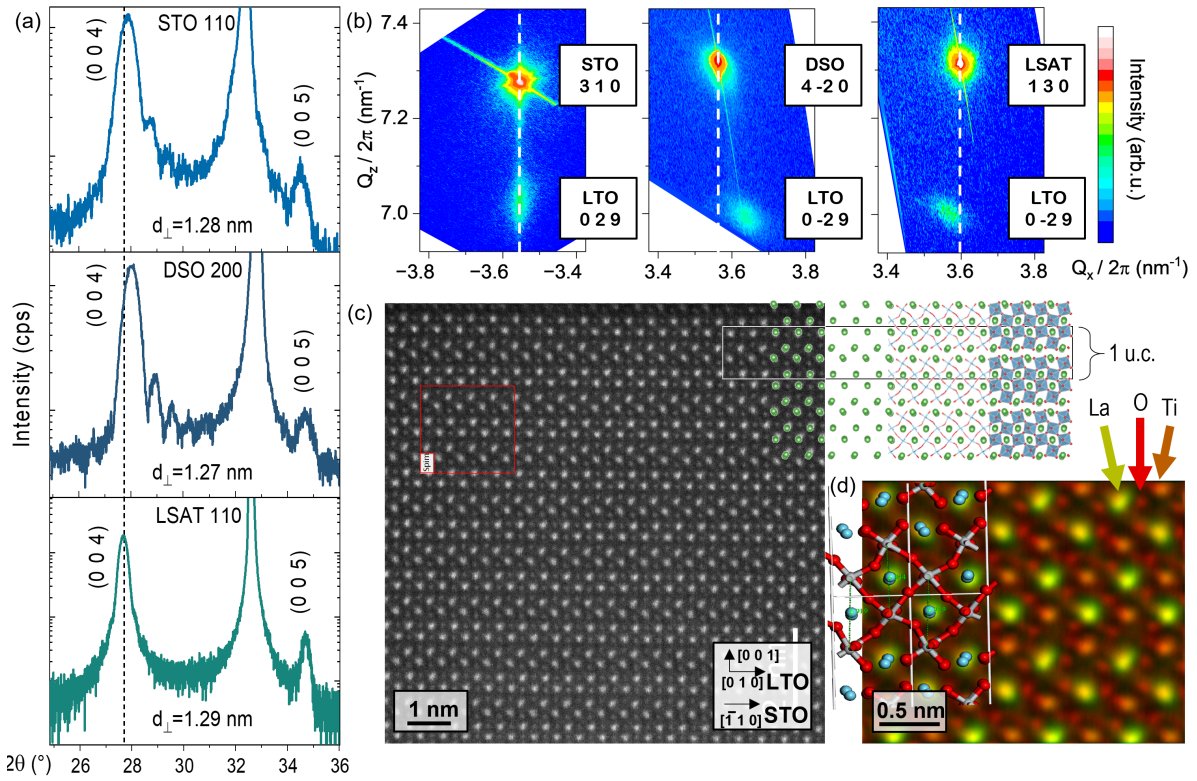 (a)
STO 110
(0 0 4)
(0 0 5)
d⊥=1.28 nm
DSO 200
(0 0 4)
(0 0 5)
d⊥=1.27 nm
LSAT 110
(0 0 4)
(0 0 5)
d⊥=1.29 nm
Intensity (cps)
2θ (°) 26 28 30 32 34 36
(b)
Qz / 2π (nm⁻¹)
7.4
7.2
7.0
STO
3 1 0
LTO
0 2 9
−3.8 −3.6 −3.4
DSO
4 -2 0
LTO
0 -2 9
3.4 3.6 3.8
LSAT
1 3 0
LTO
0 -2 9
3.4 3.6 3.8
Qx / 2π (nm⁻¹)
Intensity (arb.u.)
(c)
1 u.c.
[0 0 1]
[0 1 0] LTO
[1̄ 1 0] STO
1 nm
La O Ti
(d)
0.5 nm